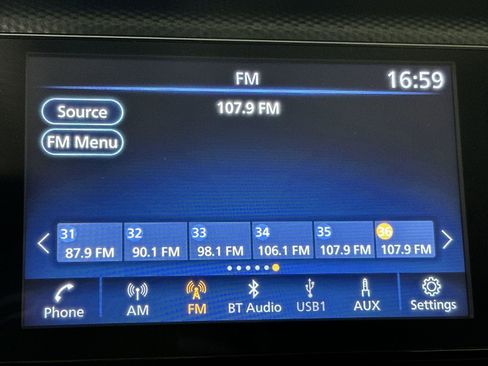 FM
16:59
Source
107.9 FM
FM Menu
31 32 33 34 35 36
87.9 FM 90.1 FM 98.1 FM 106.1 FM 107.9 FM 107.9 FM
Phone AM FM BT Audio USB1 AUX Settings